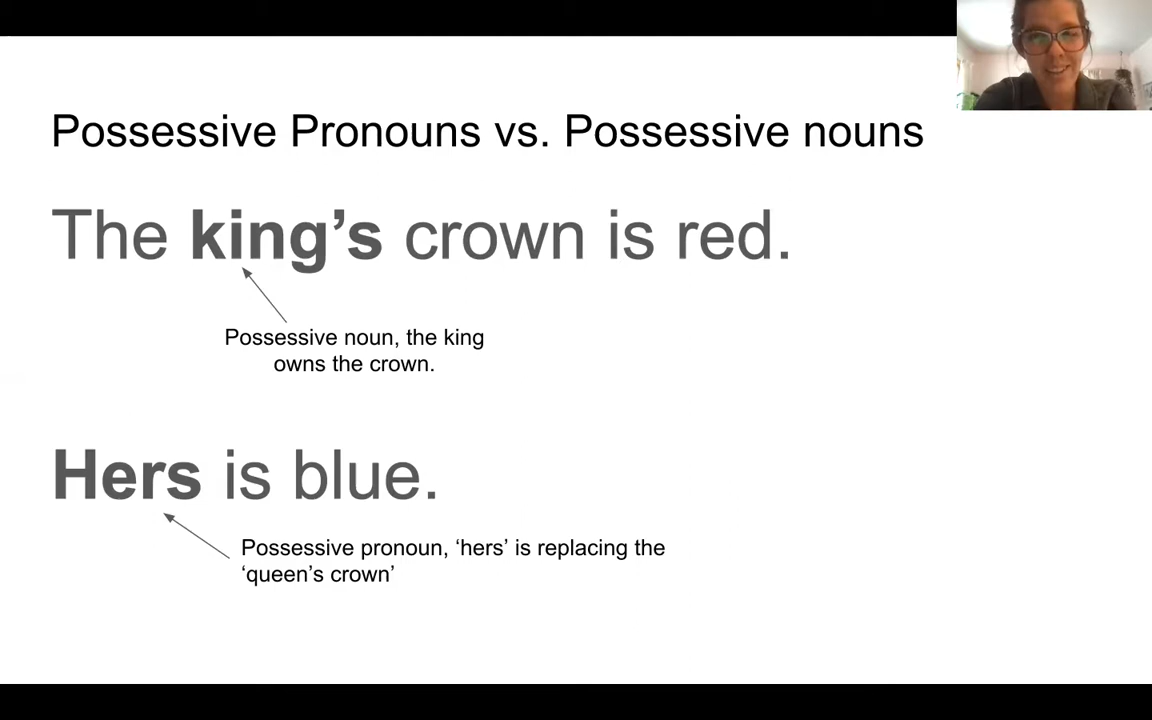 Possessive Pronouns vs. Possessive nouns
The king’s crown is red.
Possessive noun, the king
owns the crown.
Hers is blue.
Possessive pronoun, ‘hers’ is replacing the
‘queen’s crown’